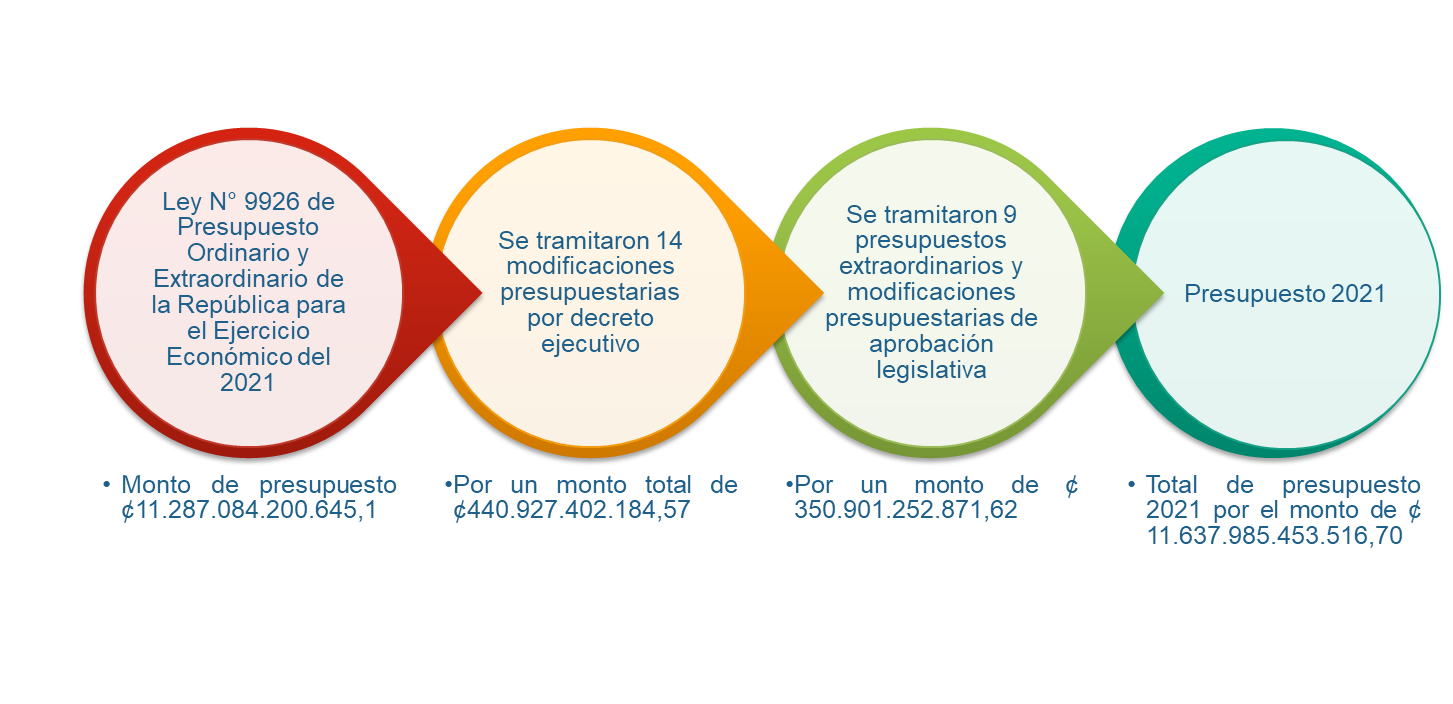 Ley N° 9926 de
Presupuesto
Ordinario y
Extraordinario de
la República para
el Ejercicio
Económico del
2021
• Monto de presupuesto
₡11.287.084.200.645,1
Se tramitaron 14
modificaciones
presupuestarias
por decreto
ejecutivo
•Por un monto total de
₡440.927.402.184,57
Se tramitaron 9
presupuestos
extraordinarios y
modificaciones
presupuestarias de
aprobación
legislativa
•Por un monto de ₡
350.901.252.871,62
Presupuesto 2021
• Total de presupuesto
2021 por el monto de ₡
11.637.985.453.516,70